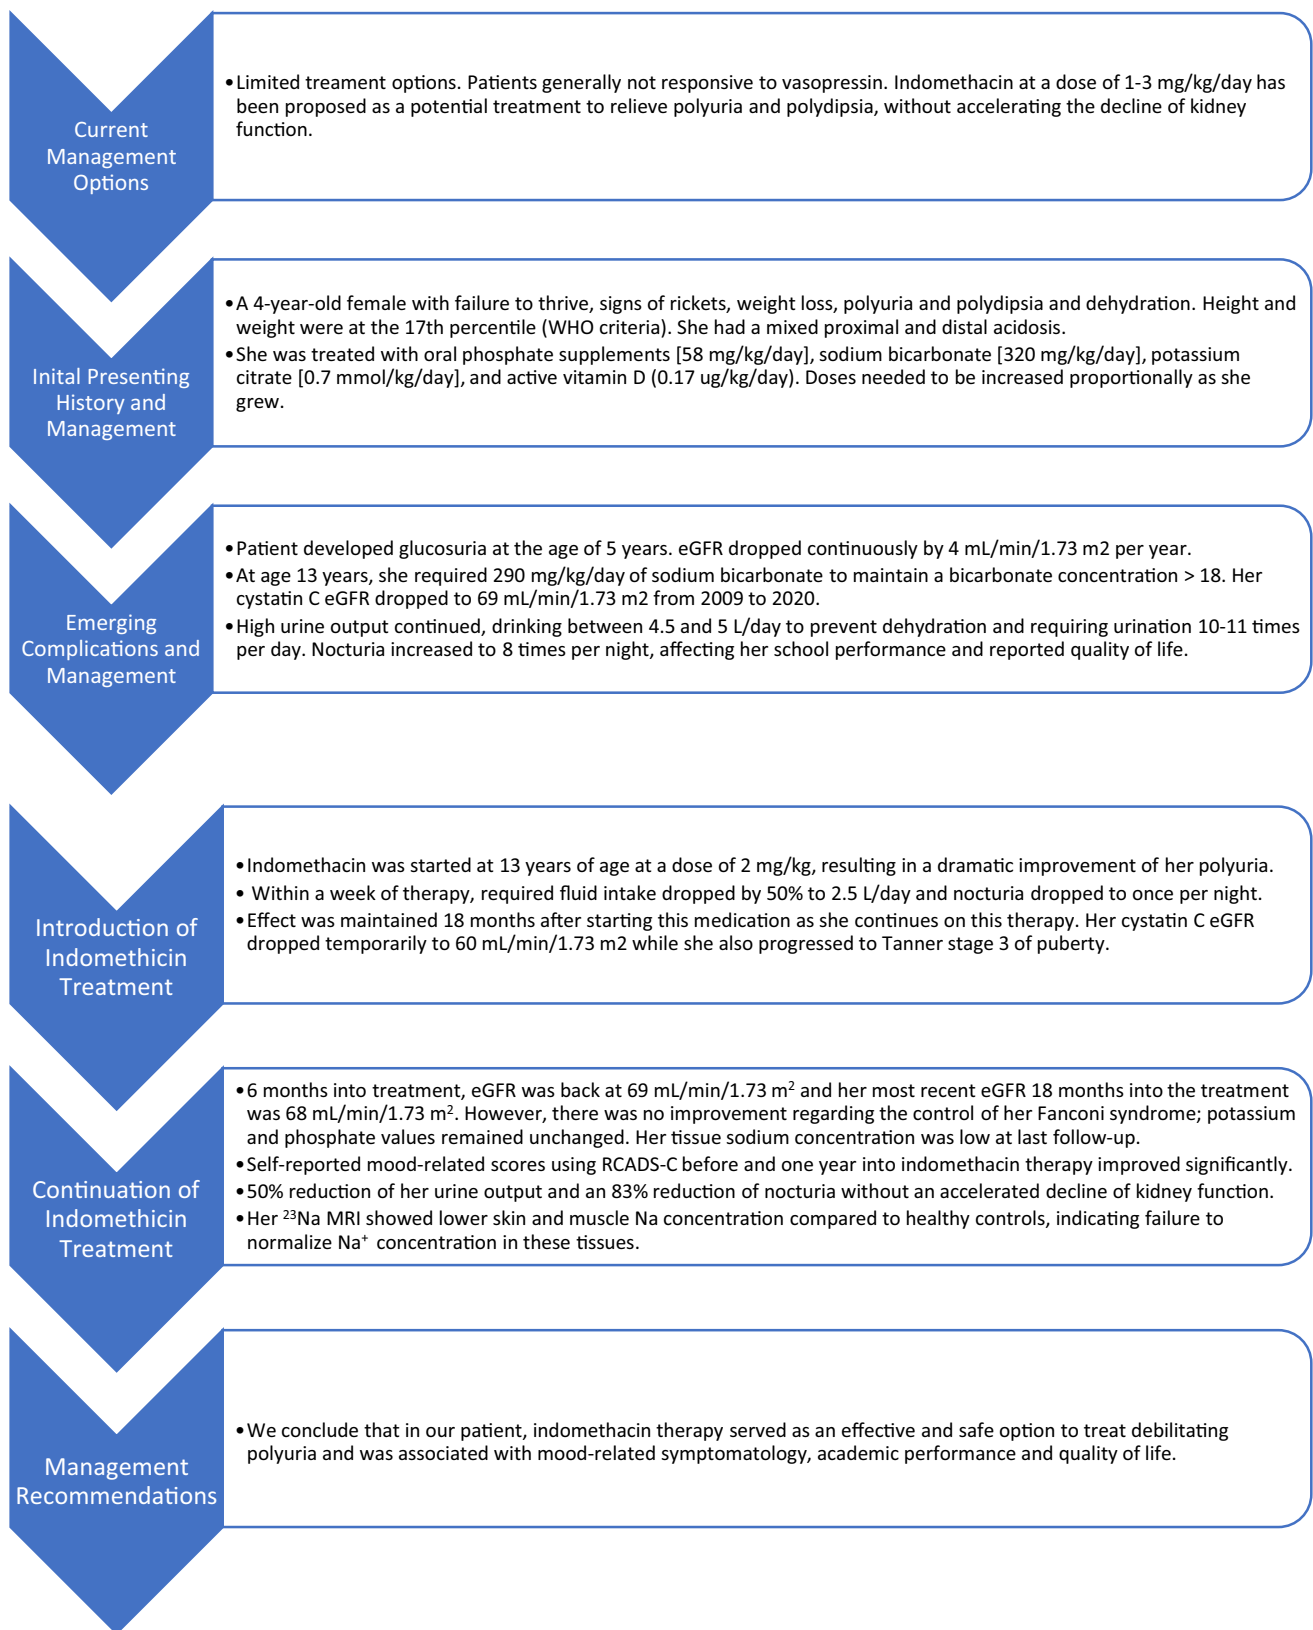 Current
Management
Options
•Limited treament options. Patients generally not responsive to vasopressin. Indomethacin at a dose of 1-3 mg/kg/day has
been proposed as a potential treatment to relieve polyuria and polydipsia, without accelerating the decline of kidney
function.
Inital Presenting
History and
Management
•A 4-year-old female with failure to thrive, signs of rickets, weight loss, polyuria and polydipsia and dehydration. Height and
weight were at the 17th percentile (WHO criteria). She had a mixed proximal and distal acidosis.
•She was treated with oral phosphate supplements [58 mg/kg/day], sodium bicarbonate [320 mg/kg/day], potassium
citrate [0.7 mmol/kg/day], and active vitamin D (0.17 ug/kg/day). Doses needed to be increased proportionally as she
grew.
Emerging
Complications and
Management
•Patient developed glucosuria at the age of 5 years. eGFR dropped continuously by 4 mL/min/1.73 m2 per year.
•At age 13 years, she required 290 mg/kg/day of sodium bicarbonate to maintain a bicarbonate concentration > 18. Her
cystatin C eGFR dropped to 69 mL/min/1.73 m2 from 2009 to 2020.
•High urine output continued, drinking between 4.5 and 5 L/day to prevent dehydration and requiring urination 10-11 times
per day. Nocturia increased to 8 times per night, affecting her school performance and reported quality of life.
Introduction of
Indomethicin
Treatment
•Indomethacin was started at 13 years of age at a dose of 2 mg/kg, resulting in a dramatic improvement of her polyuria.
• Within a week of therapy, required fluid intake dropped by 50% to 2.5 L/day and nocturia dropped to once per night.
•Effect was maintained 18 months after starting this medication as she continues on this therapy. Her cystatin C eGFR
dropped temporarily to 60 mL/min/1.73 m2 while she also progressed to Tanner stage 3 of puberty.
Continuation of
Indomethicin
Treatment
•6 months into treatment, eGFR was back at 69 mL/min/1.73 m² and her most recent eGFR 18 months into the treatment
was 68 mL/min/1.73 m². However, there was no improvement regarding the control of her Fanconi syndrome; potassium
and phosphate values remained unchanged. Her tissue sodium concentration was low at last follow-up.
•Self-reported mood-related scores using RCADS-C before and one year into indomethacin therapy improved significantly.
•50% reduction of her urine output and an 83% reduction of nocturia without an accelerated decline of kidney function.
•Her ²³Na MRI showed lower skin and muscle Na concentration compared to healthy controls, indicating failure to
normalize Na⁺ concentration in these tissues.
Management
Recommendations
•We conclude that in our patient, indomethacin therapy served as an effective and safe option to treat debilitating
polyuria and was associated with mood-related symptomatology, academic performance and quality of life.